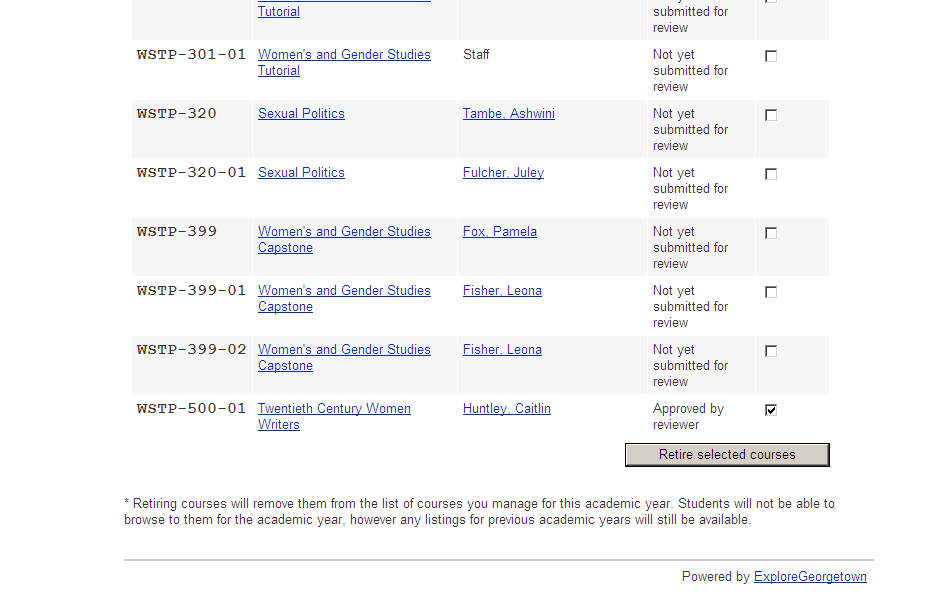 Tutorial submitted for
review
WSTP-301-01 Women's and Gender Studies Staff Not yet
Tutorial submitted for
review
WSTP-320 Sexual Politics Tambe, Ashwini Not yet
submitted for
review
WSTP-320-01 Sexual Politics Fulcher, Juley Not yet
submitted for
review
WSTP-399 Women's and Gender Studies Fox, Pamela Not yet
Capstone submitted for
review
WSTP-399-01 Women's and Gender Studies Fisher, Leona Not yet
Capstone submitted for
review
WSTP-399-02 Women's and Gender Studies Fisher, Leona Not yet
Capstone submitted for
review
WSTP-500-01 Twentieth Century Women Huntley, Caitlin Approved by
Writers reviewer
Retire selected courses
* Retiring courses will remove them from the list of courses you manage for this academic year. Students will not be able to
browse to them for the academic year, however any listings for previous academic years will still be available.
Powered by ExploreGeorgetown